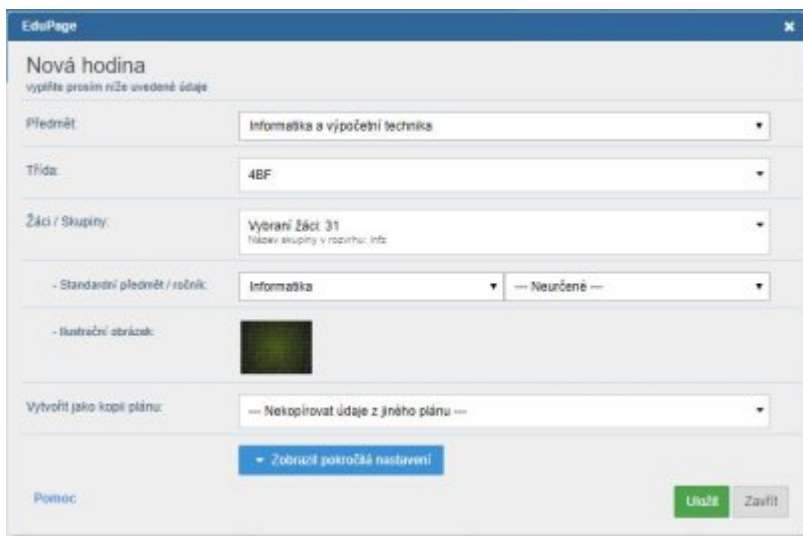 EduPage
Nová hodina
vyplňte prosím níže uvedené údaje
Předmět:
Informatika a výpočetní technika
Třída:
4BF
Žáci / Skupiny:
Vybraní žáci: 31
Název skupiny v rozvrhu: Infz
- Standardní předmět / ročník:
Informatika
--- Neurčené ---
- Ilustrační obrázek:
Vytvořit jako kopii plánu:
--- Nekopírovat údaje z jiného plánu ---
Zobrazit pokročilá nastavení
Pomoc
Uložit
Zavřít